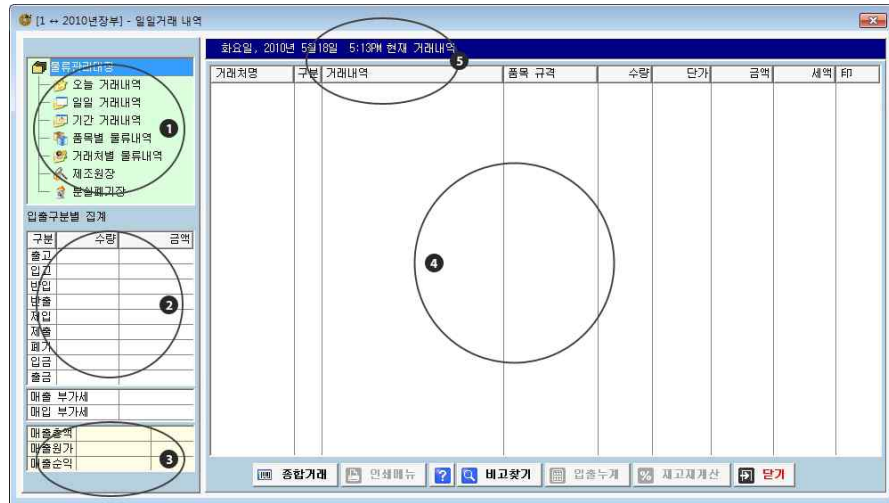 [1 ↔ 2010년장부] - 일일거래 내역
화요일, 2010년 5월18일 5:13PM 현재 거래내역
5
물류관리대장
오늘 거래내역
일일 거래내역
기간 거래내역
품목별 물류내역
거래처별 물류내역
제조원장
분실폐기장
1
입출구분별 집계
구분 수량 금액
출고
입고
반입
반출
제입
제출
폐기
입금
출금
2
매출 부가세
매입 부가세
매출총액
매출원가
매출순익
3
거래처명 구분 거래내역 품목 규격 수량 단가 금액 세액 印
4
종합거래 인쇄메뉴 ? 비고찾기 입출누계 % 재고재계산 닫기